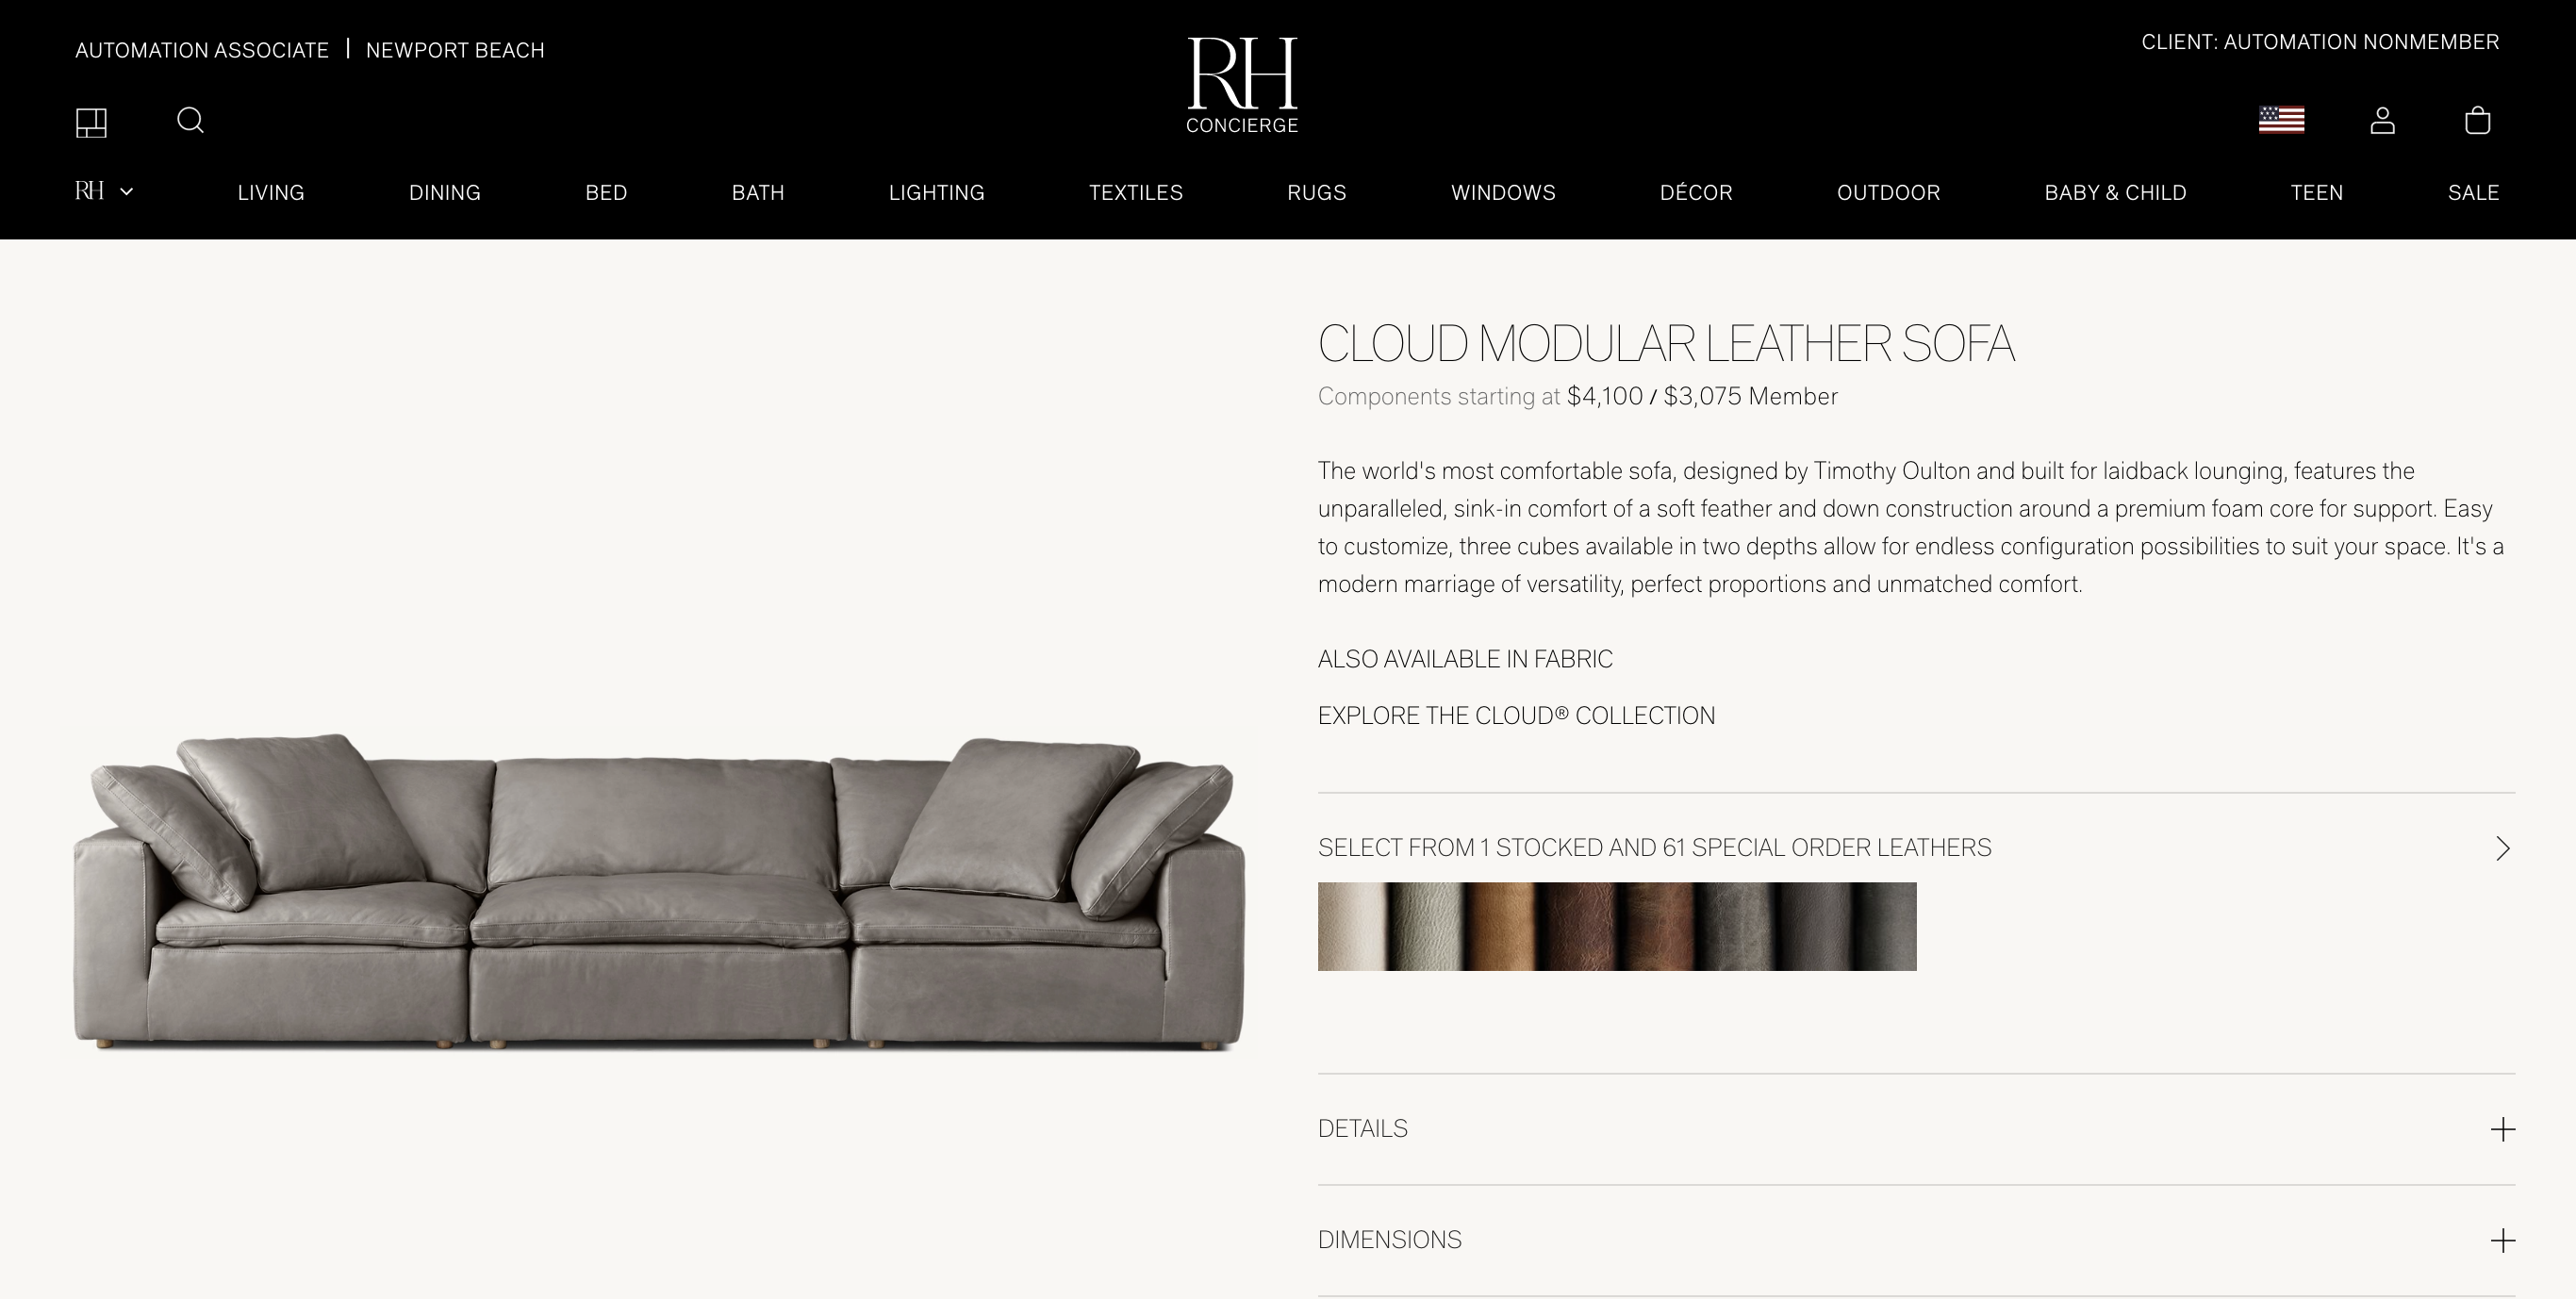 AUTOMATION ASSOCIATE | NEWPORT BEACH
RH
CONCIERGE
CLIENT: AUTOMATION NONMEMBER
RH LIVING DINING BED BATH LIGHTING TEXTILES RUGS WINDOWS DÉCOR OUTDOOR BABY & CHILD TEEN SALE
CLOUD MODULAR LEATHER SOFA
Components starting at $4,100 / $3,075 Member
The world's most comfortable sofa, designed by Timothy Oulton and built for laidback lounging, features the
unparalleled, sink-in comfort of a soft feather and down construction around a premium foam core for support. Easy
to customize, three cubes available in two depths allow for endless configuration possibilities to suit your space. It's a
modern marriage of versatility, perfect proportions and unmatched comfort.
ALSO AVAILABLE IN FABRIC
EXPLORE THE CLOUD® COLLECTION
SELECT FROM 1 STOCKED AND 61 SPECIAL ORDER LEATHERS
DETAILS
DIMENSIONS